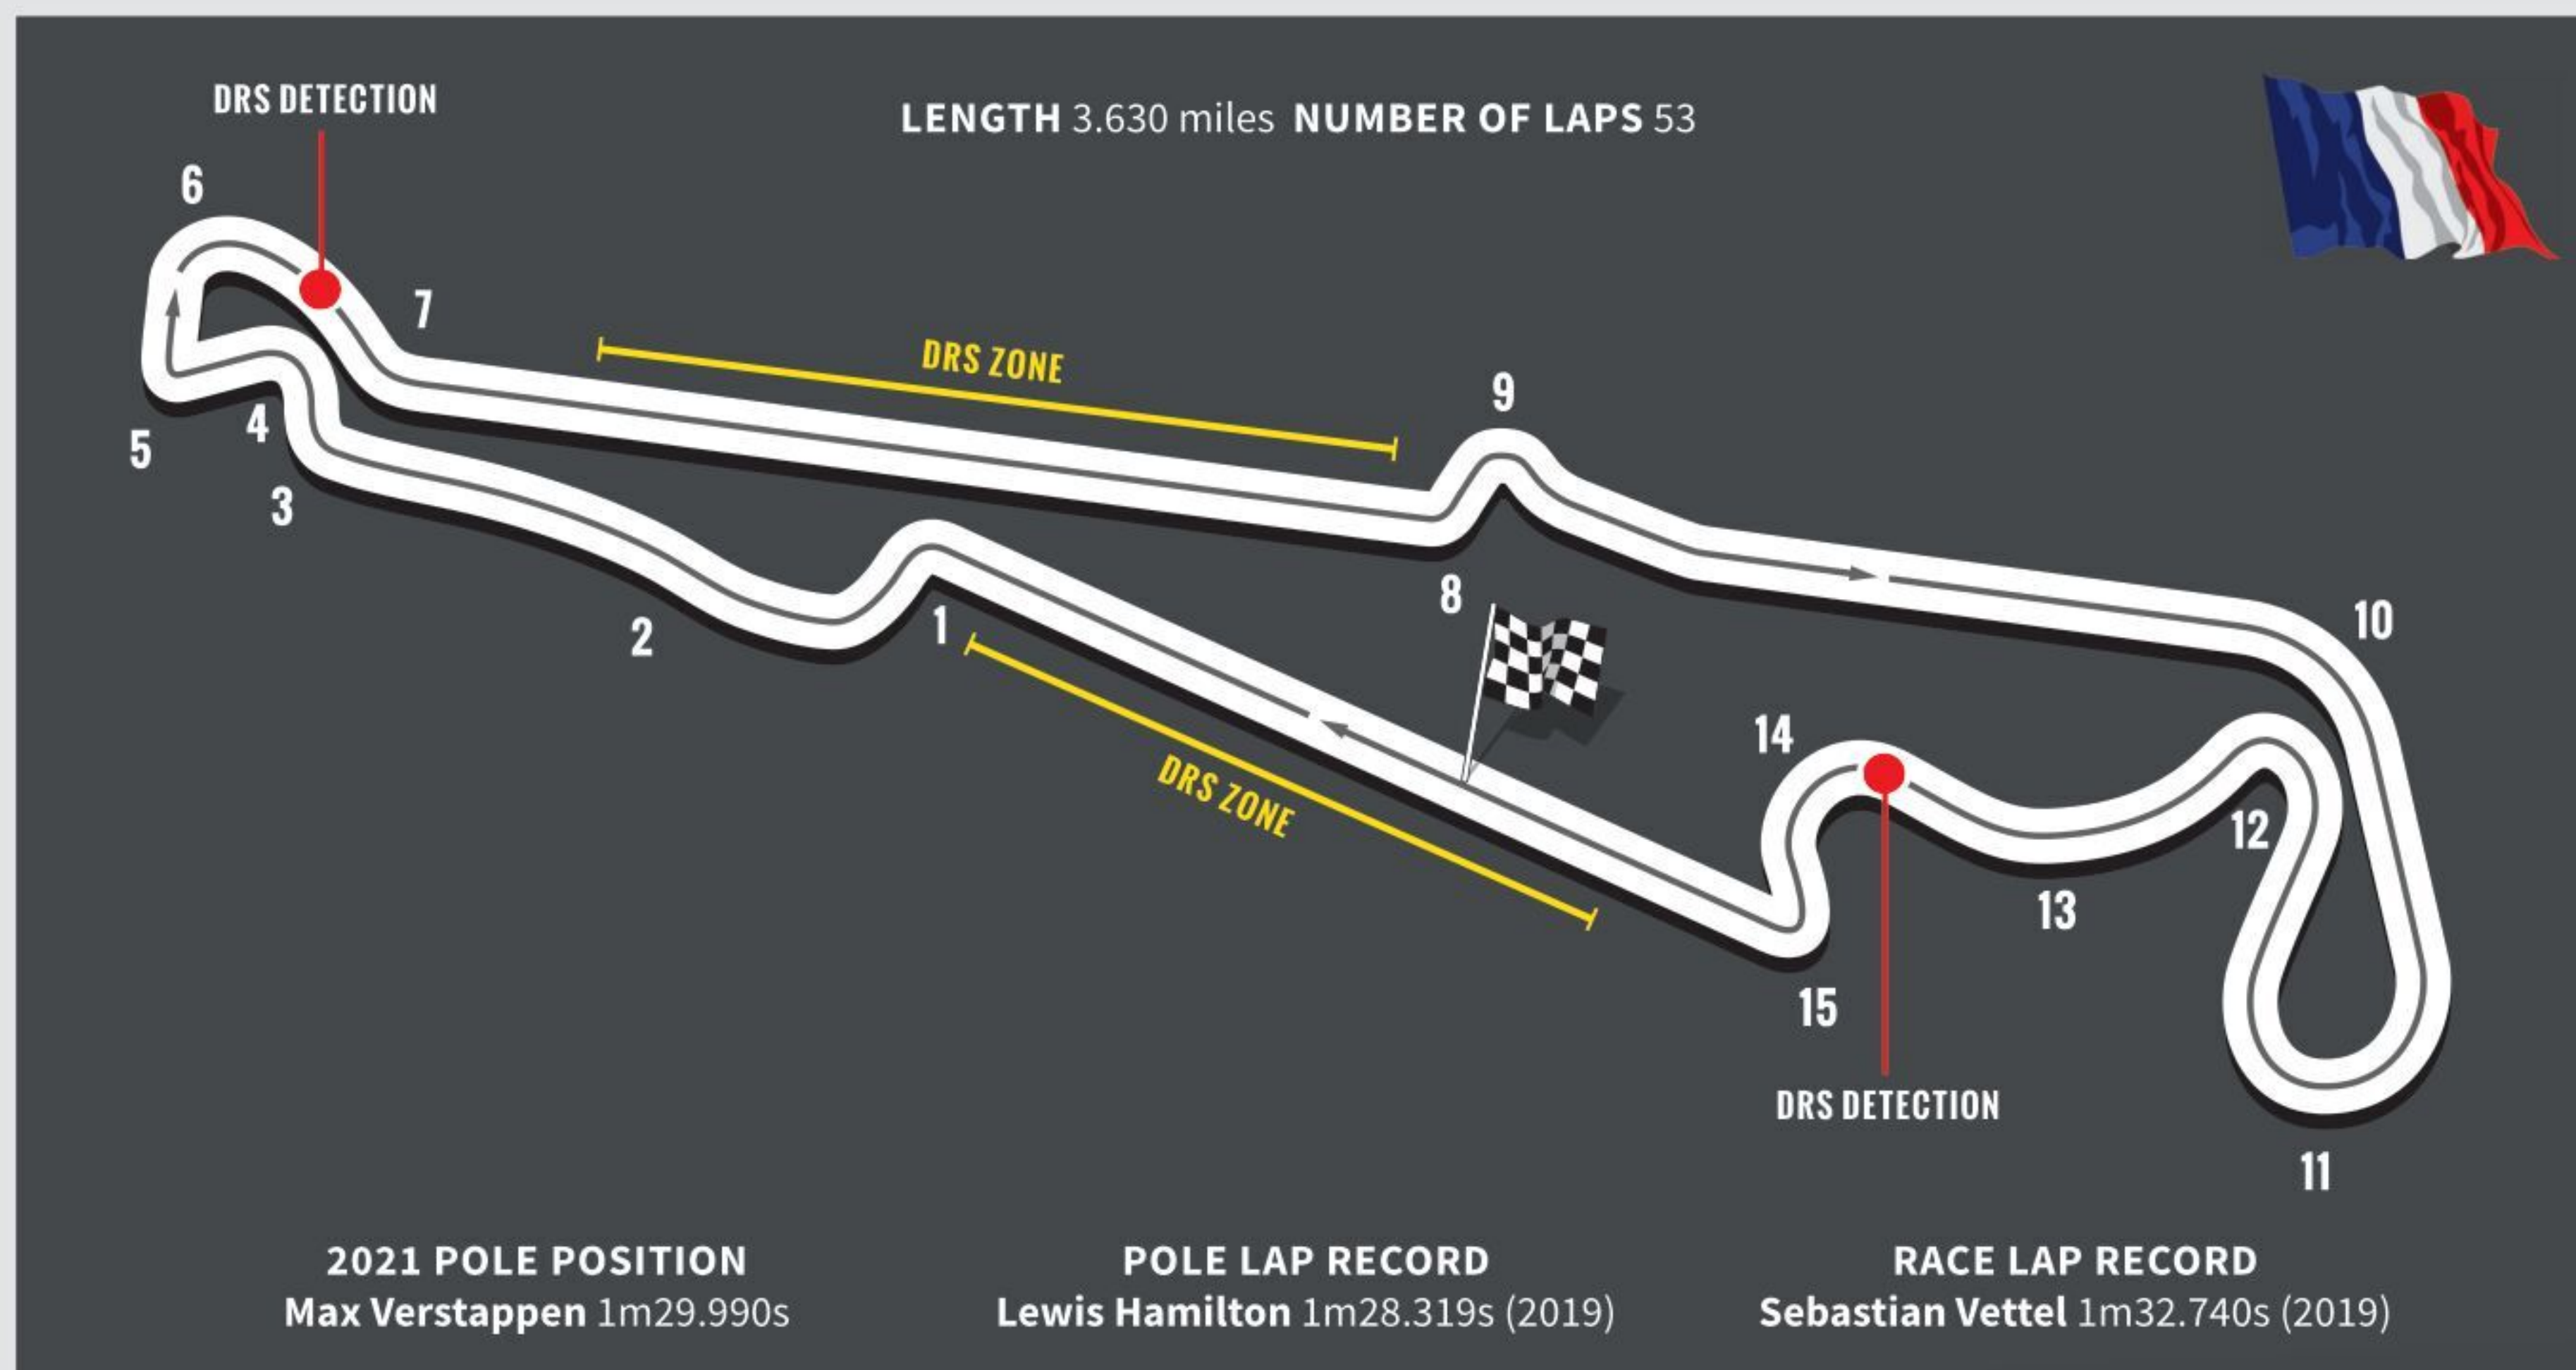 DRS DETECTION
LENGTH 3.630 miles NUMBER OF LAPS 53
6
7
DRS ZONE
9
4
5
3
8
10
2
1
14
DRS ZONE
12
13
15
DRS DETECTION
11
2021 POLE POSITION
Max Verstappen 1m29.990s
POLE LAP RECORD
Lewis Hamilton 1m28.319s (2019)
RACE LAP RECORD
Sebastian Vettel 1m32.740s (2019)